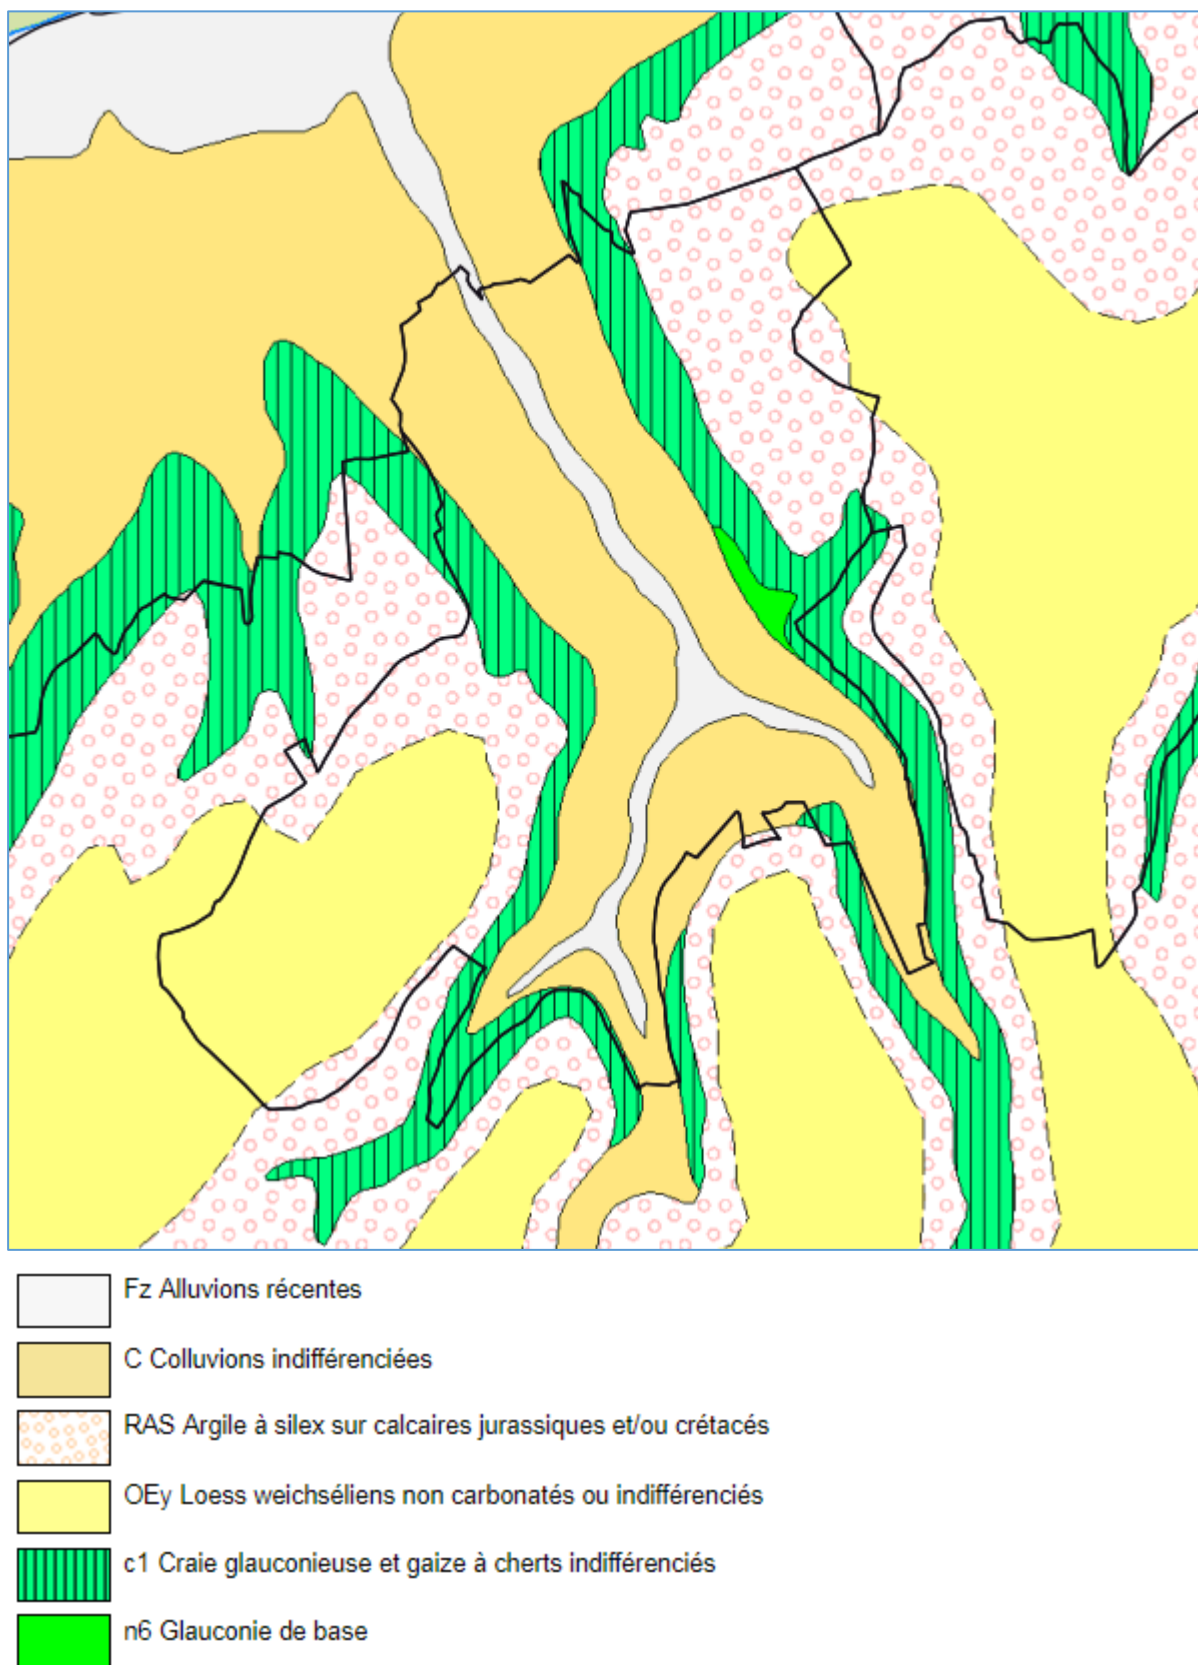 Fz Alluvions récentes
C Colluvions indifférenciées
RAS Argile à silex sur calcaires jurassiques et/ou crétacés
OEy Loess weichséliens non carbonatés ou indifférenciés
c1 Craie glauconieuse et gaize à cherts indifférenciés
n6 Glauconie de base